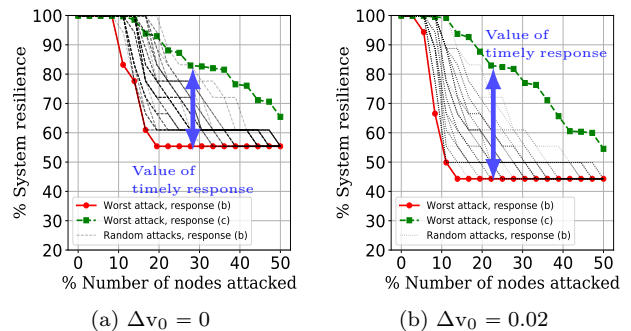 100
90
80
70
60
50
40
30
20
% System resilience
Value of
timely response
Worst attack, response (b)
Worst attack, response (c)
Random attacks, response (b)
0 10 20 30 40 50
% Number of nodes attacked
(a) Δv₀ = 0
100
90
80
70
60
50
40
30
20
% System resilience
Value of
timely response
Worst attack, response (b)
Worst attack, response (c)
Random attacks, response (b)
0 10 20 30 40 50
% Number of nodes attacked
(b) Δv₀ = 0.02